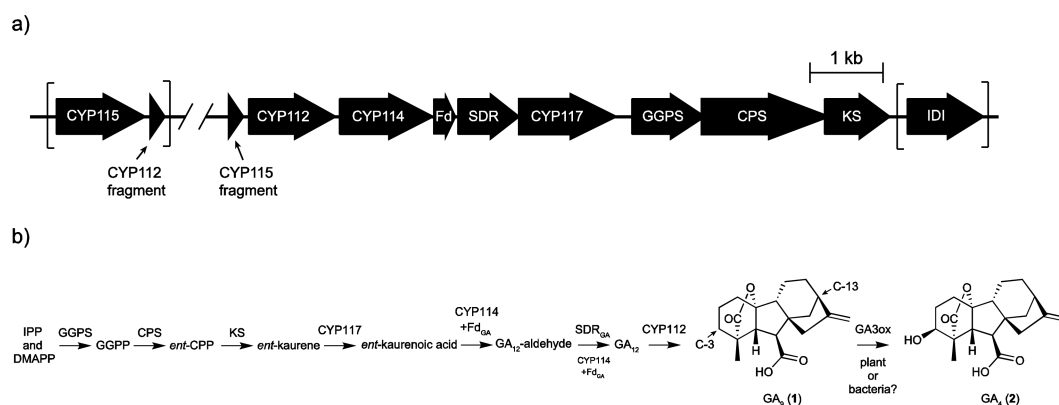 a)
1 kb
CYP115
CYP112
CYP114
Fd
SDR
CYP117
GGPS
CPS
KS
IDI
CYP112
fragment
CYP115
fragment
b)
IPP
and
DMAPP
GGPS
GGPP
CPS
ent-CPP
KS
ent-kaurene
CYP117
ent-kaurenoic acid
CYP114
+FdGA
GA12-aldehyde
SDRGA
CYP114
+FdGA
GA12
CYP112
C-13
O
OC
C-3
O
HO
GA9 (1)
GA3ox
plant
or
bacteria?
O
OC
HO
H
O
HO
GA4 (2)